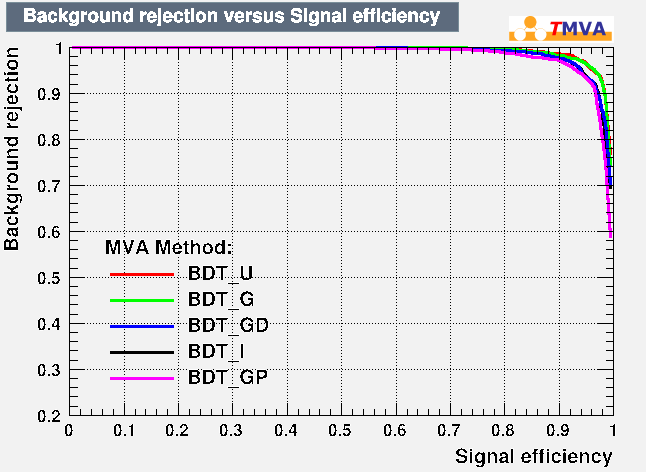 Background rejection versus Signal efficiency
TMVA
Background rejection
1
0.9
0.8
0.7
0.6
0.5
0.4
0.3
0.2
MVA Method:
BDT_U
BDT_G
BDT_GD
BDT_I
BDT_GP
0 0.1 0.2 0.3 0.4 0.5 0.6 0.7 0.8 0.9 1
Signal efficiency